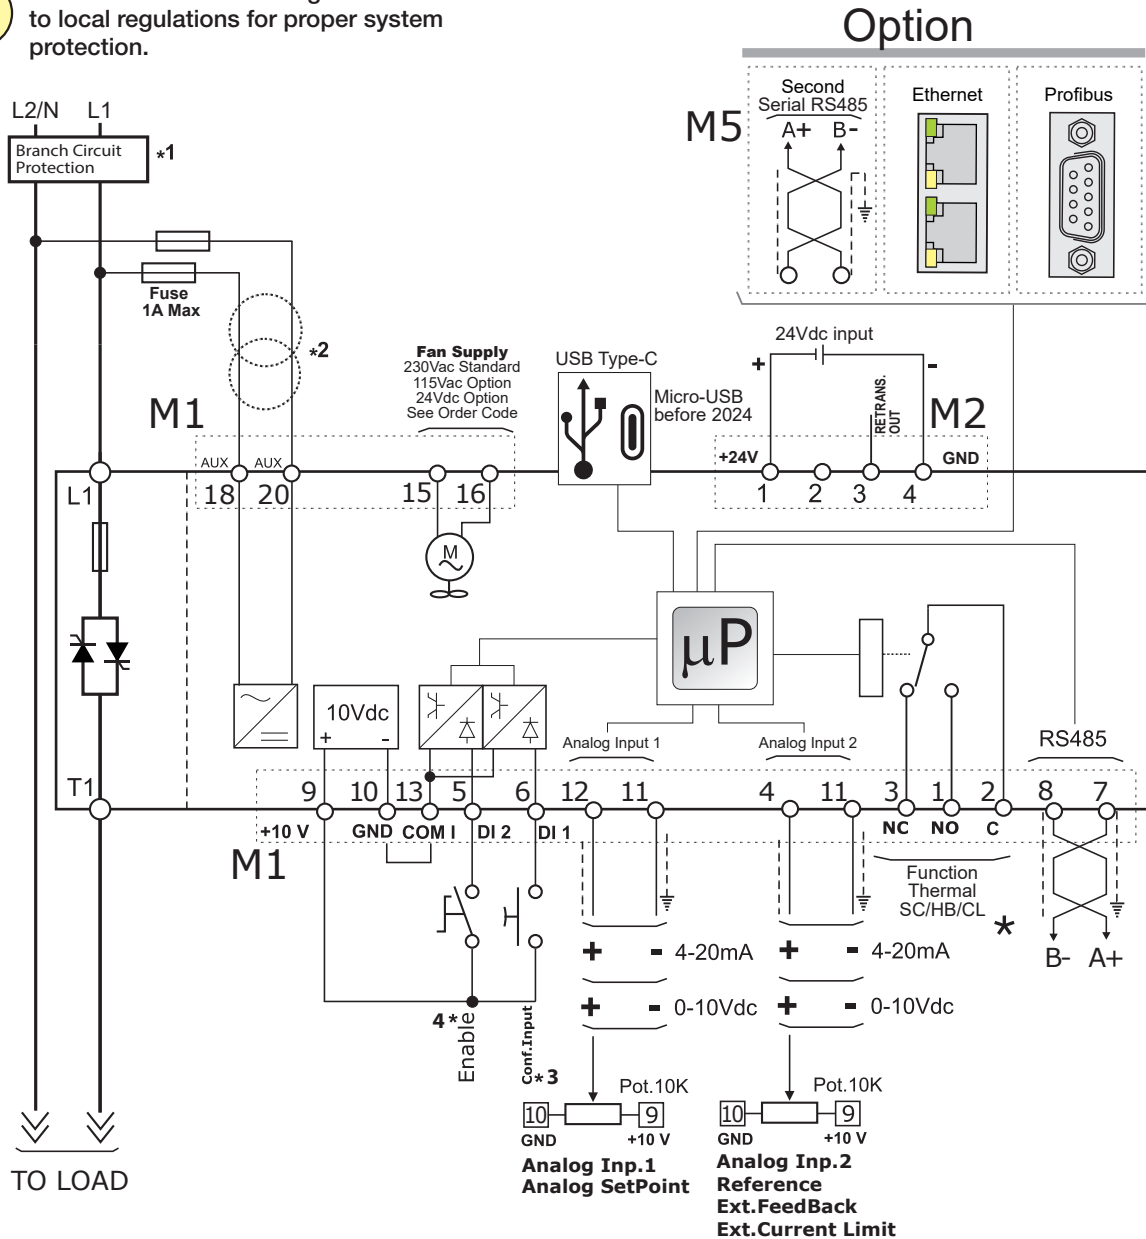 to local regulations for proper system
protection.
Option
L2/N L1
Branch Circuit
Protection
*1
Second
Serial RS485
A+ B-
M5
Ethernet
Profibus
Fuse
1A Max
*2
Fan Supply
230Vac Standard
115Vac Option
24Vdc Option
See Order Code
USB Type-C
Micro-USB
before 2024
24Vdc input
+ -
RETRANS.
OUT
M1
M2
AUX AUX
+24V
GND
L1
18 20
15 16
1 2 3 4
M
µP
10Vdc
+ -
Analog Input 1
Analog Input 2
RS485
T1
9 10 13 5 6 12 11 4 11 3 1 2 8 7
+10 V GND COM I DI 2 DI 1
NC NO C
M1
Function
Thermal
SC/HB/CL
*
+ - 4-20mA
+ - 4-20mA
B- A+
+ - 0-10Vdc
+ - 0-10Vdc
4*
Enable
Conf.Input
*3
Pot.10K
10 9
GND +10 V
Pot.10K
10 9
GND +10 V
Analog Inp.1
Analog SetPoint
Analog Inp.2
Reference
Ext.FeedBack
Ext.Current Limit
TO LOAD